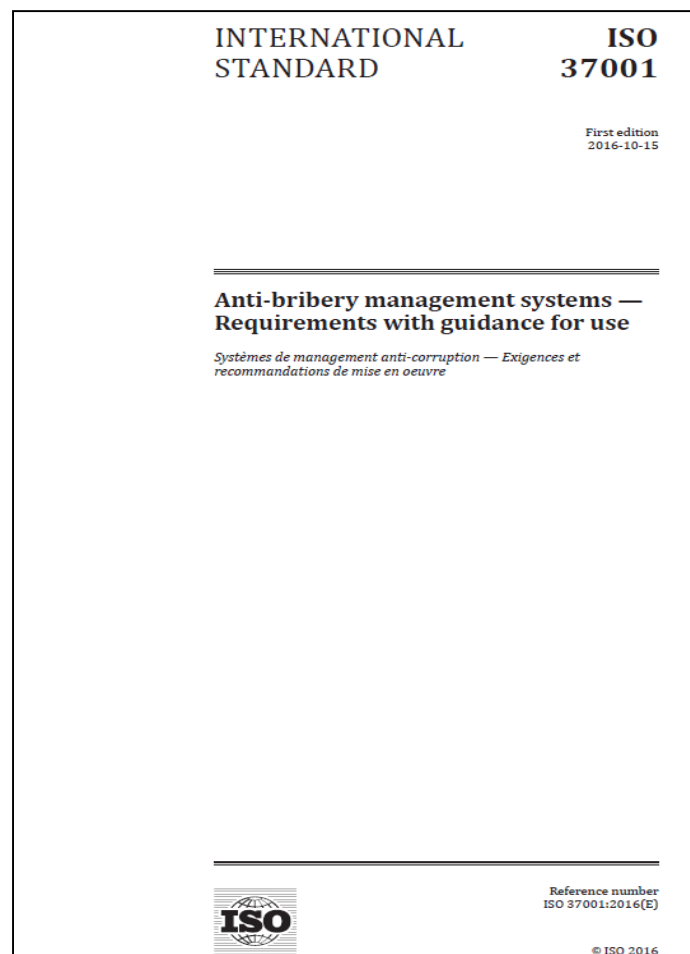 INTERNATIONAL STANDARD
ISO 37001
First edition
2016-10-15
Anti-bribery management systems —
Requirements with guidance for use
Systèmes de management anti-corruption — Exigences et
recommandations de mise en oeuvre
ISO
Reference number
ISO 37001:2016(E)
© ISO 2016